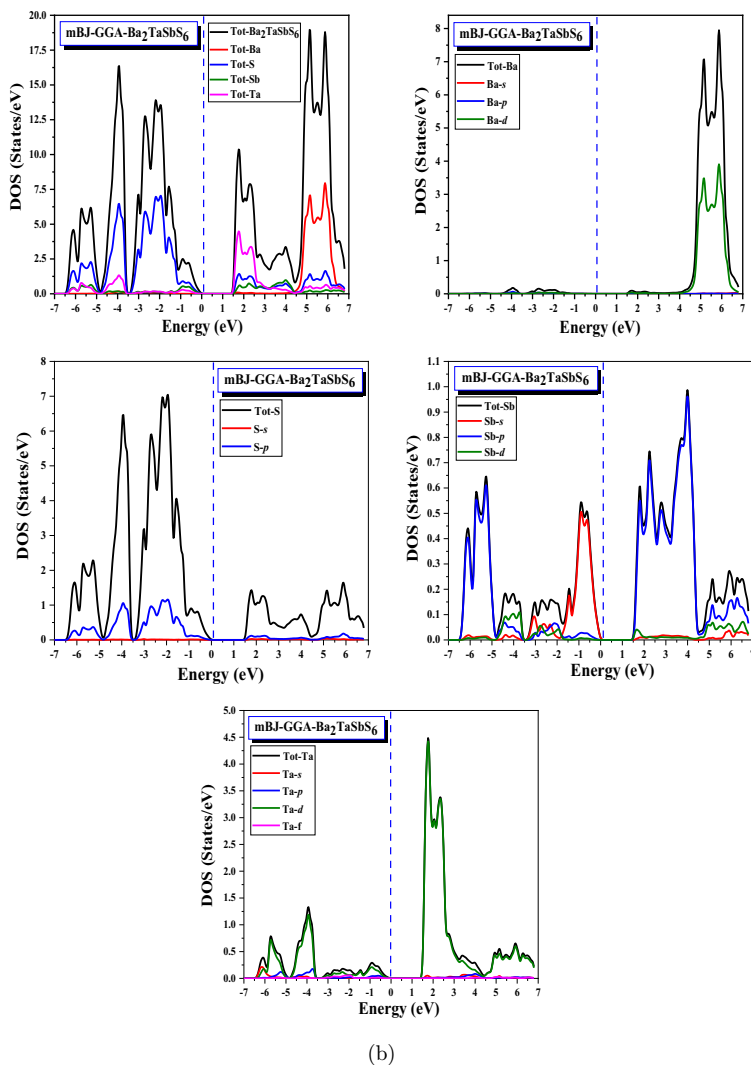 mBJ-GGA-Ba2TaSbS6
Tot-Ba2TaSbS6
Tot-Ba
Tot-S
Tot-Sb
Tot-Ta
DOS (States/eV)
20.0
17.5
15.0
12.5
10.0
7.5
5.0
2.5
0.0
-7 -6 -5 -4 -3 -2 -1 0 1 2 3 4 5 6 7
Energy (eV)
mBJ-GGA-Ba2TaSbS6
Tot-Ba
Ba-s
Ba-p
Ba-d
DOS (States/eV)
8
7
6
5
4
3
2
1
0
-7 -6 -5 -4 -3 -2 -1 0 1 2 3 4 5 6 7
Energy (eV)
mBJ-GGA-Ba2TaSbS6
Tot-S
S-s
S-p
DOS (States/eV)
8
7
6
5
4
3
2
1
0
-7 -6 -5 -4 -3 -2 -1 0 1 2 3 4 5 6 7
Energy (eV)
mBJ-GGA-Ba2TaSbS6
Tot-Sb
Sb-s
Sb-p
Sb-d
DOS (States/eV)
1.1
1.0
0.9
0.8
0.7
0.6
0.5
0.4
0.3
0.2
0.1
0.0
-7 -6 -5 -4 -3 -2 -1 0 1 2 3 4 5 6 7
Energy (eV)
mBJ-GGA-Ba2TaSbS6
Tot-Ta
Ta-s
Ta-p
Ta-d
Ta-f
DOS (States/eV)
5.0
4.5
4.0
3.5
3.0
2.5
2.0
1.5
1.0
0.5
0.0
-7 -6 -5 -4 -3 -2 -1 0 1 2 3 4 5 6 7
Energy (eV)
(b)